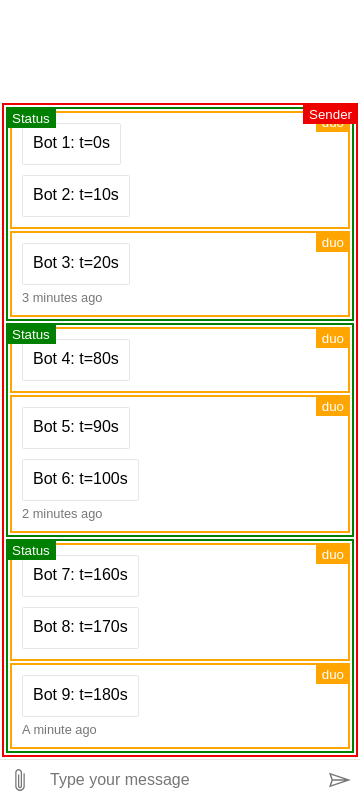 Sender
Status
duo
Bot 1: t=0s
Bot 2: t=10s
duo
Bot 3: t=20s
3 minutes ago
Status
duo
Bot 4: t=80s
duo
Bot 5: t=90s
Bot 6: t=100s
2 minutes ago
Status
duo
Bot 7: t=160s
Bot 8: t=170s
duo
Bot 9: t=180s
A minute ago
Type your message